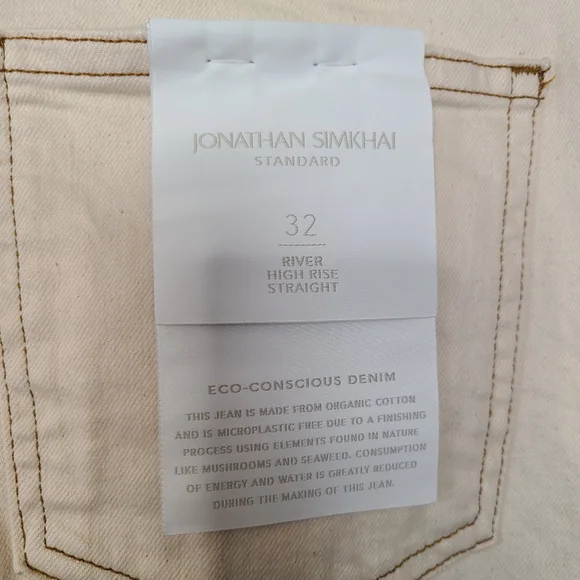 JONATHAN SIMKHAI
STANDARD
32
RIVER
HIGH RISE
STRAIGHT
ECO-CONSCIOUS DENIM
THIS JEAN IS MADE FROM ORGANIC COTTON
AND IS MICROPLASTIC FREE DUE TO A FINISHING
PROCESS USING ELEMENTS FOUND IN NATURE
LIKE MUSHROOMS AND SEAWEED. CONSUMPTION
OF ENERGY AND WATER IS GREATLY REDUCED
DURING THE MAKING OF THIS JEAN.